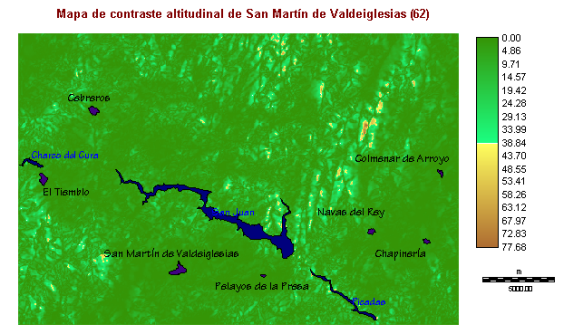 Mapa de contraste altitudinal de San Martín de Valdeiglesias (62)
0.00
4.86
9.71
14.57
19.42
24.28
29.13
33.99
38.84
43.70
48.55
53.41
58.26
63.12
67.97
72.83
77.68
Cebreros
Charco del Cura
Colmenar de Arroyo
El Tiemblo
San Juan
Navas del Rey
San Martín de Valdeiglesias
Chapinería
Pelayos de la Presa
Picadas
m
5000.00